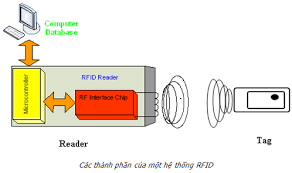 Computer
Database
RFID Reader
Microcontroller
RF Interface Chip
Reader
Tag
Các thành phần của một hệ thống RFID